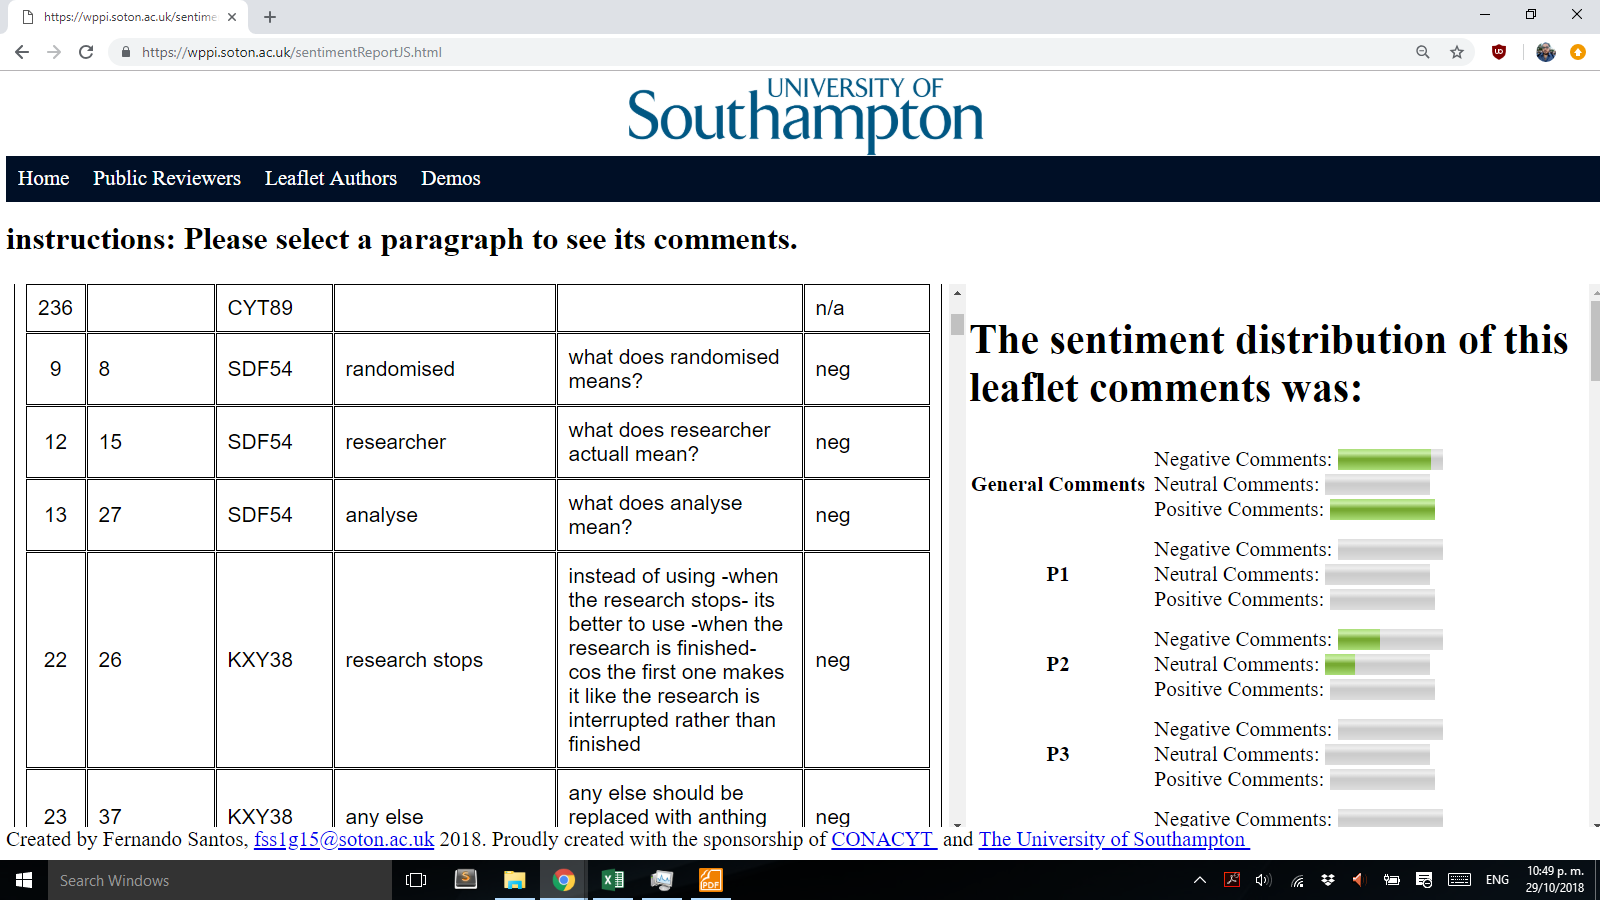 https://wppi.soton.ac.uk/sentime
https://wppi.soton.ac.uk/sentimentReportJS.html
UNIVERSITY OF
Southampton
Home Public Reviewers Leaflet Authors Demos
instructions: Please select a paragraph to see its comments.
236 CYT89 n/a
9 8 SDF54 randomised what does randomised
means? neg
12 15 SDF54 researcher what does researcher
actuall mean? neg
13 27 SDF54 analyse what does analyse
mean? neg
22 26 KXY38 research stops instead of using -when
the research stops- its
better to use -when the
research is finished-
cos the first one makes
it like the research is
interrupted rather than
finished neg
23 37 KXY38 any else any else should be
replaced with anthing neg
The sentiment distribution of this
leaflet comments was:
General Comments
Negative Comments:
Neutral Comments:
Positive Comments:
P1
Negative Comments:
Neutral Comments:
Positive Comments:
P2
Negative Comments:
Neutral Comments:
Positive Comments:
P3
Negative Comments:
Neutral Comments:
Positive Comments:
Negative Comments:
Created by Fernando Santos, fss1g15@soton.ac.uk 2018. Proudly created with the sponsorship of CONACYT and The University of Southampton
Search Windows
ENG
10:49 p. m.
29/10/2018